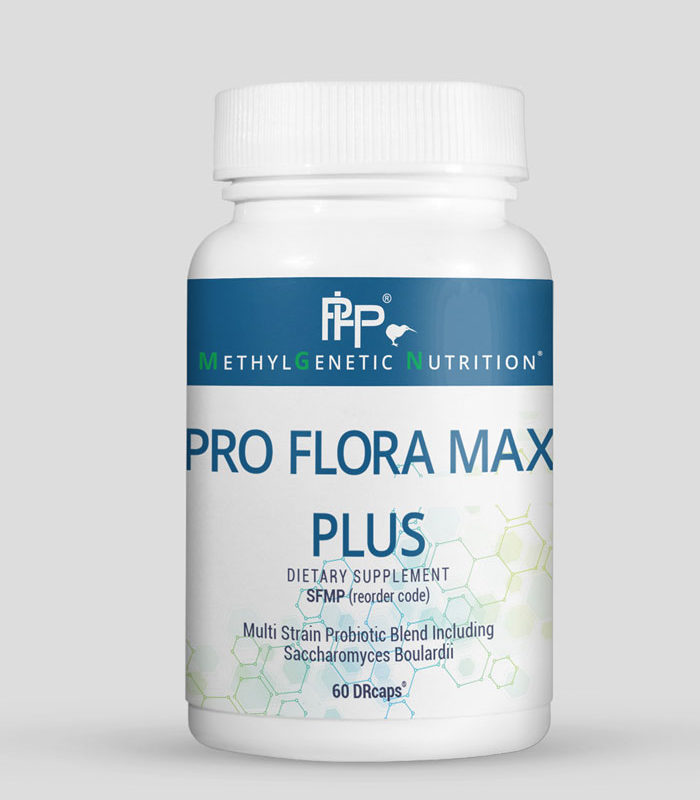 PHP®
METHYLGENETIC NUTRITION®
PRO FLORA MAX
PLUS
DIETARY SUPPLEMENT
SFMP (reorder code)
Multi Strain Probiotic Blend Including
Saccharomyces Boulardii
60 DRcaps®